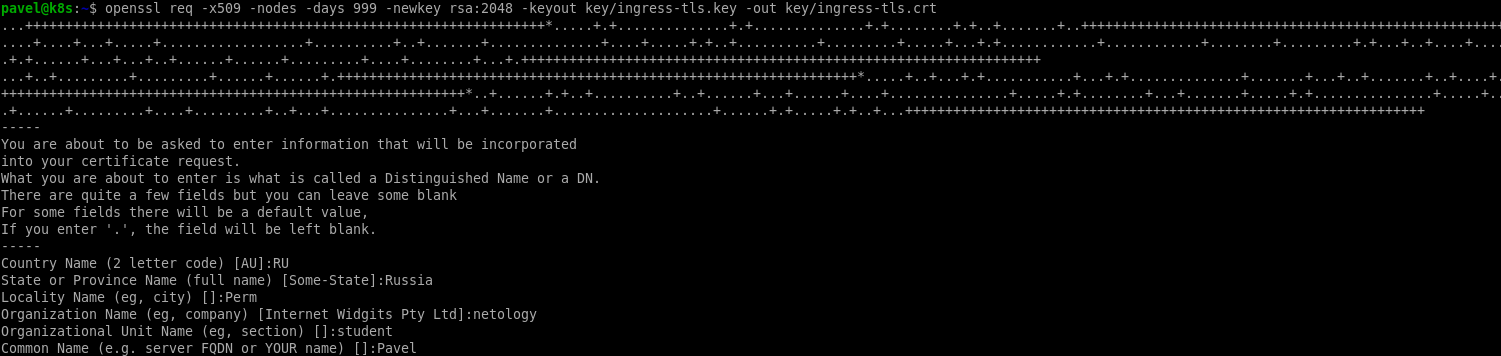 pavel@k8s:~$ openssl req -x509 -nodes -days 999 -newkey rsa:2048 -keyout key/ingress-tls.key -out key/ingress-tls.crt
-----
You are about to be asked to enter information that will be incorporated
into your certificate request.
What you are about to enter is what is called a Distinguished Name or a DN.
There are quite a few fields but you can leave some blank
For some fields there will be a default value,
If you enter '.', the field will be left blank.
-----
Country Name (2 letter code) [AU]:RU
State or Province Name (full name) [Some-State]:Russia
Locality Name (eg, city) []:Perm
Organization Name (eg, company) [Internet Widgits Pty Ltd]:netology
Organizational Unit Name (eg, section) []:student
Common Name (e.g. server FQDN or YOUR name) []:Pavel